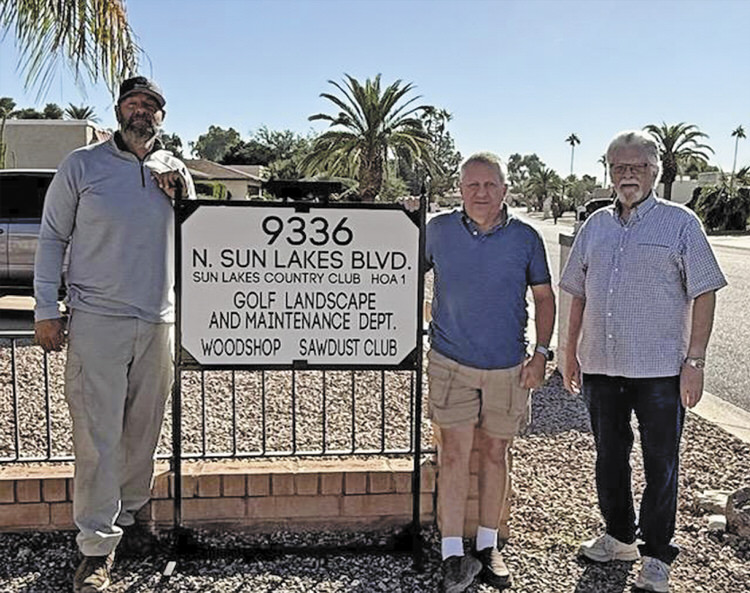 9336
N. SUN LAKES BLVD.
SUN LAKES COUNTRY CLUB HOA 1
GOLF LANDSCAPE
AND MAINTENANCE DEPT.
WOODSHOP SAWDUST CLUB